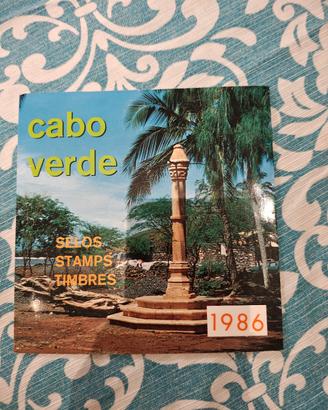 cabo
verde
SELOS
STAMPS
TIMBRES
1986